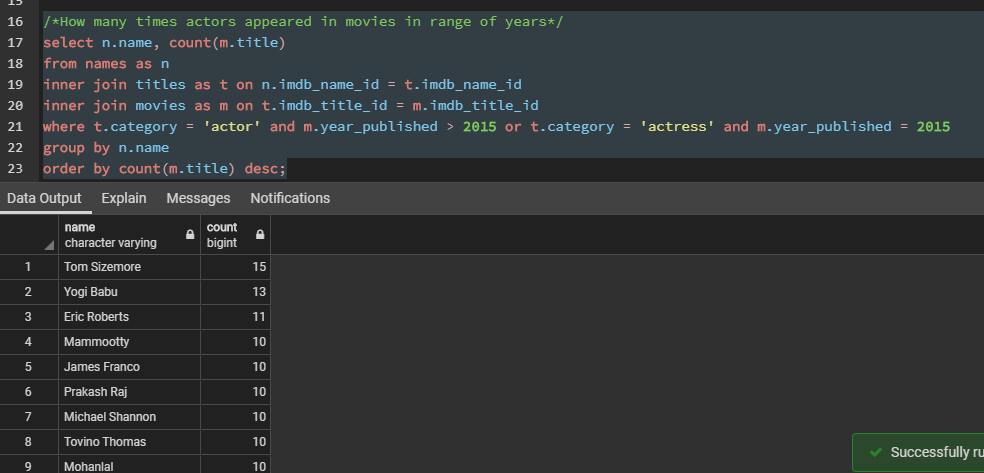 15
16 /*How many times actors appeared in movies in range of years*/
17 select n.name, count(m.title)
18 from names as n
19 inner join titles as t on n.imdb_name_id = t.imdb_name_id
20 inner join movies as m on t.imdb_title_id = m.imdb_title_id
21 where t.category = 'actor' and m.year_published > 2015 or t.category = 'actress' and m.year_published = 2015
22 group by n.name
23 order by count(m.title) desc;
Data Output Explain Messages Notifications
name count
character varying bigint
1 Tom Sizemore 15
2 Yogi Babu 13
3 Eric Roberts 11
4 Mammootty 10
5 James Franco 10
6 Prakash Raj 10
7 Michael Shannon 10
8 Tovino Thomas 10
9 Mohanlal 10
Successfully ru